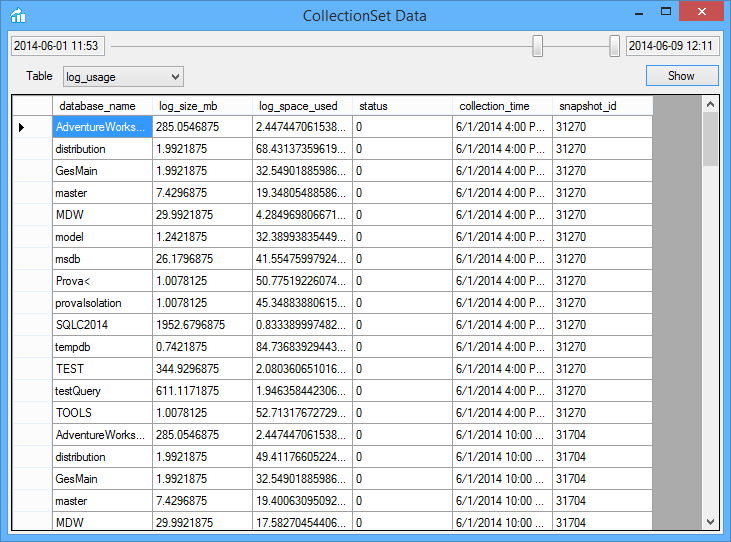 CollectionSet Data
2014-06-01 11:53 2014-06-09 12:11
Table log_usage Show
database_name log_size_mb log_space_used status collection_time snapshot_id
AdventureWorks... 285.0546875 2.447447061538... 0 6/1/2014 4:00 P... 31270
distribution 1.9921875 68.43137359619... 0 6/1/2014 4:00 P... 31270
GesMain 1.9921875 32.54901885986... 0 6/1/2014 4:00 P... 31270
master 7.4296875 19.34805488586... 0 6/1/2014 4:00 P... 31270
MDW 29.9921875 4.284969806671... 0 6/1/2014 4:00 P... 31270
model 1.2421875 32.38993835449... 0 6/1/2014 4:00 P... 31270
msdb 26.1796875 41.55475997924... 0 6/1/2014 4:00 P... 31270
Prova< 1.0078125 50.77519226074... 0 6/1/2014 4:00 P... 31270
provaIsolation 1.0078125 45.34883880615... 0 6/1/2014 4:00 P... 31270
SQLC2014 1952.6796875 0.833389997482... 0 6/1/2014 4:00 P... 31270
tempdb 0.7421875 84.73683929443... 0 6/1/2014 4:00 P... 31270
TEST 344.9296875 2.080360651016... 0 6/1/2014 4:00 P... 31270
testQuery 611.1171875 1.946358442306... 0 6/1/2014 4:00 P... 31270
TOOLS 1.0078125 52.71317672729... 0 6/1/2014 4:00 P... 31270
AdventureWorks... 285.0546875 2.447447061538... 0 6/1/2014 10:00 ... 31704
distribution 1.9921875 49.41176605224... 0 6/1/2014 10:00 ... 31704
GesMain 1.9921875 32.54901885986... 0 6/1/2014 10:00 ... 31704
master 7.4296875 19.40063095092... 0 6/1/2014 10:00 ... 31704
MDW 29.9921875 17.58270454406... 0 6/1/2014 10:00 ... 31704